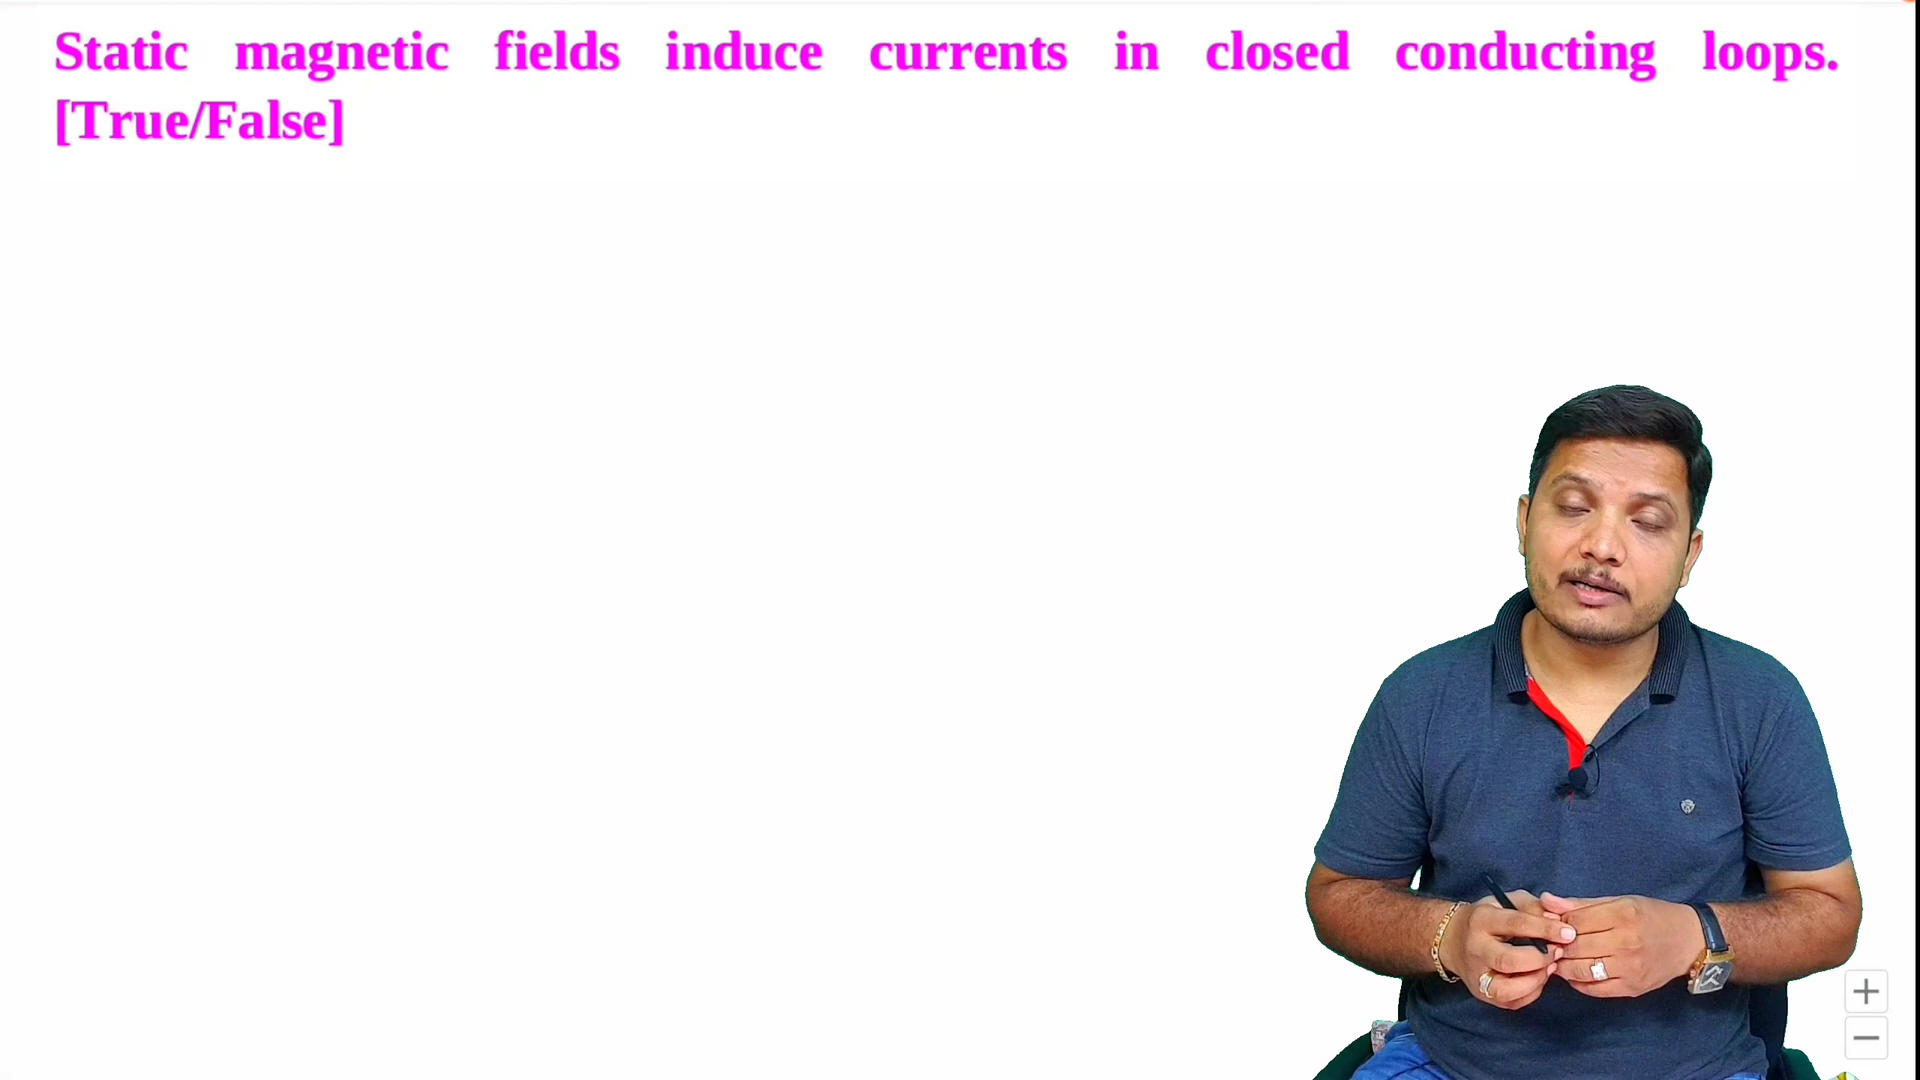 Static magnetic fields induce currents in closed conducting loops.
[True/False]